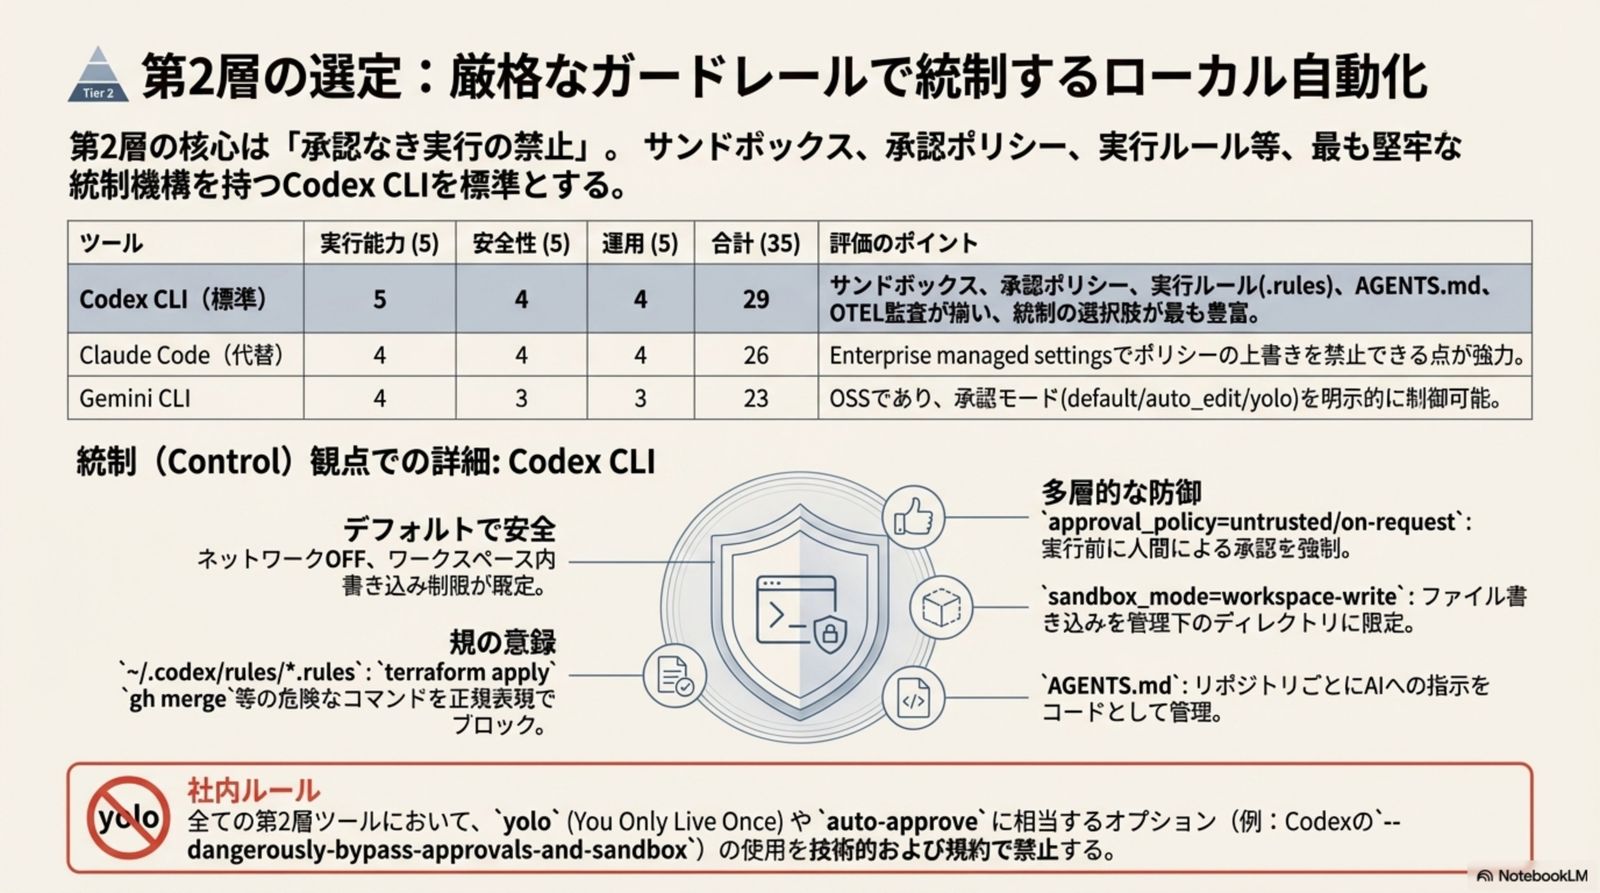 Tier 2
第2層の選定：厳格なガードレールで統制するローカル自動化
第2層の核心は「承認なき実行の禁止」。 サンドボックス、承認ポリシー、実行ルール等、最も堅牢な
統制機構を持つCodex CLIを標準とする。
ツール 実行能力 (5) 安全性 (5) 運用 (5) 合計 (35) 評価のポイント
Codex CLI（標準） 5 4 4 29 サンドボックス、承認ポリシー、実行ルール(.rules)、AGENTS.md、
OTEL監査が揃い、統制の選択肢が最も豊富。
Claude Code（代替） 4 4 4 26 Enterprise managed settingsでポリシーの上書きを禁止できる点が強力。
Gemini CLI 4 3 3 23 OSSであり、承認モード(default/auto_edit/yolo)を明示的に制御可能。
統制（Control）観点での詳細: Codex CLI
デフォルトで安全
ネットワークOFF、ワークスペース内
書き込み制限が既定。
規の意録
`~/.codex/rules/*.rules`: `terraform apply`
`gh merge`等の危険なコマンドを正規表現で
ブロック。
多層的な防御
`approval_policy=untrusted/on-request`:
実行前に人間による承認を強制。
`sandbox_mode=workspace-write`: ファイル書
き込みを管理下のディレクトリに限定。
`AGENTS.md`: リポジトリごとにAIへの指示を
コードとして管理。
yolo
社内ルール
全ての第2層ツールにおいて、`yolo` (You Only Live Once) や `auto-approve` に相当するオプション（例：Codexの`--
dangerously-bypass-approvals-and-sandbox`）の使用を技術的および規約で禁止する。
NotebookLM